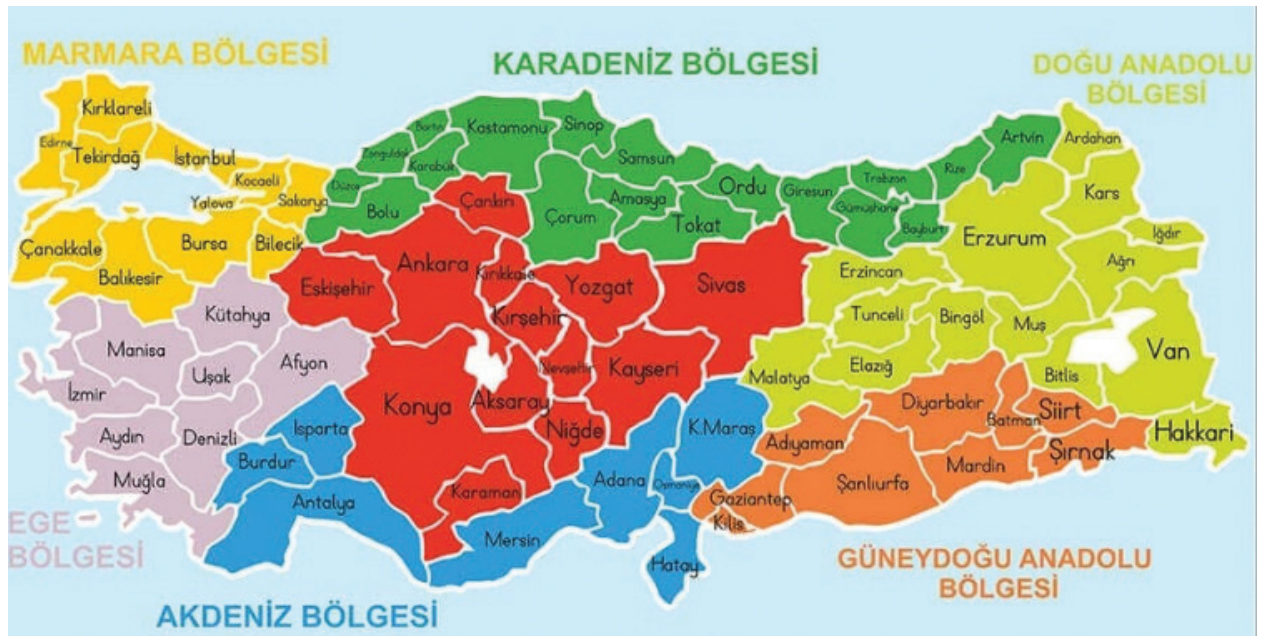 MARMARA BÖLGESİ
KARADENİZ BÖLGESİ
DOĞU ANADOLU
BÖLGESİ
Kırklareli
Edirne
Tekirdağ
İstanbul
Kocaeli
Yalova
Sakarya
Çanakkale
Balıkesir
Bursa
Bilecik
Bartın
Kastamonu
Sinop
Zonguldak
Karabük
Samsun
Düzce
Bolu
Çorum
Amasya
Tokat
Ordu
Giresun
Trabzon
Gümüşhane
Bayburt
Rize
Artvin
Ardahan
Kars
Iğdır
Erzurum
Ağrı
Erzincan
Tunceli
Bingöl
Muş
Van
Malatya
Elazığ
Bitlis
Hakkari
Çankırı
Ankara
Eskişehir
Kırıkkale
Yozgat
Sivas
Kırşehir
Nevşehir
Kayseri
Konya
Aksaray
Niğde
Karaman
Kütahya
Manisa
Uşak
Afyon
İzmir
Aydın
Denizli
Muğla
Isparta
Burdur
Antalya
Mersin
Adana
Osmaniye
K.Maraş
Hatay
Diyarbakır
Batman
Siirt
Şırnak
Adıyaman
Mardin
Şanlıurfa
Gaziantep
Kilis
EGE
BÖLGESİ
AKDENİZ BÖLGESİ
GÜNEYDOĞU ANADOLU
BÖLGESİ